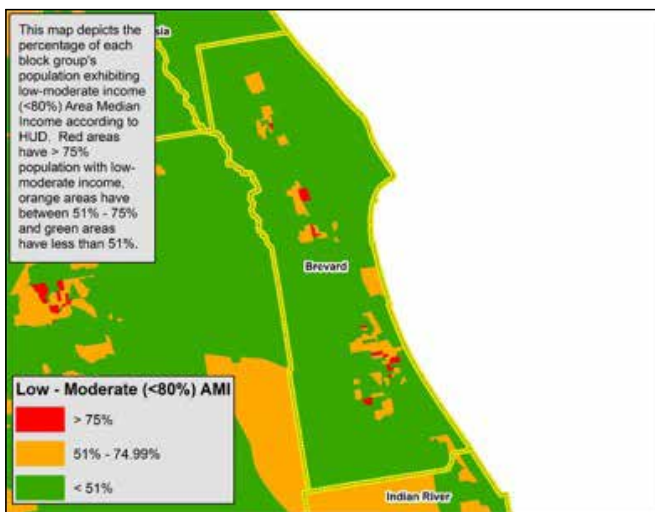 This map depicts the
percentage of each
block group's
population exhibiting
low-moderate income
(<80%) Area Median
Income according to
HUD. Red areas
have > 75%
population with low-
moderate income,
orange areas have
between 51% - 75%
and green areas
have less than 51%.
sia
Brevard
Low - Moderate (<80%) AMI
> 75%
51% - 74.99%
< 51%
Indian River